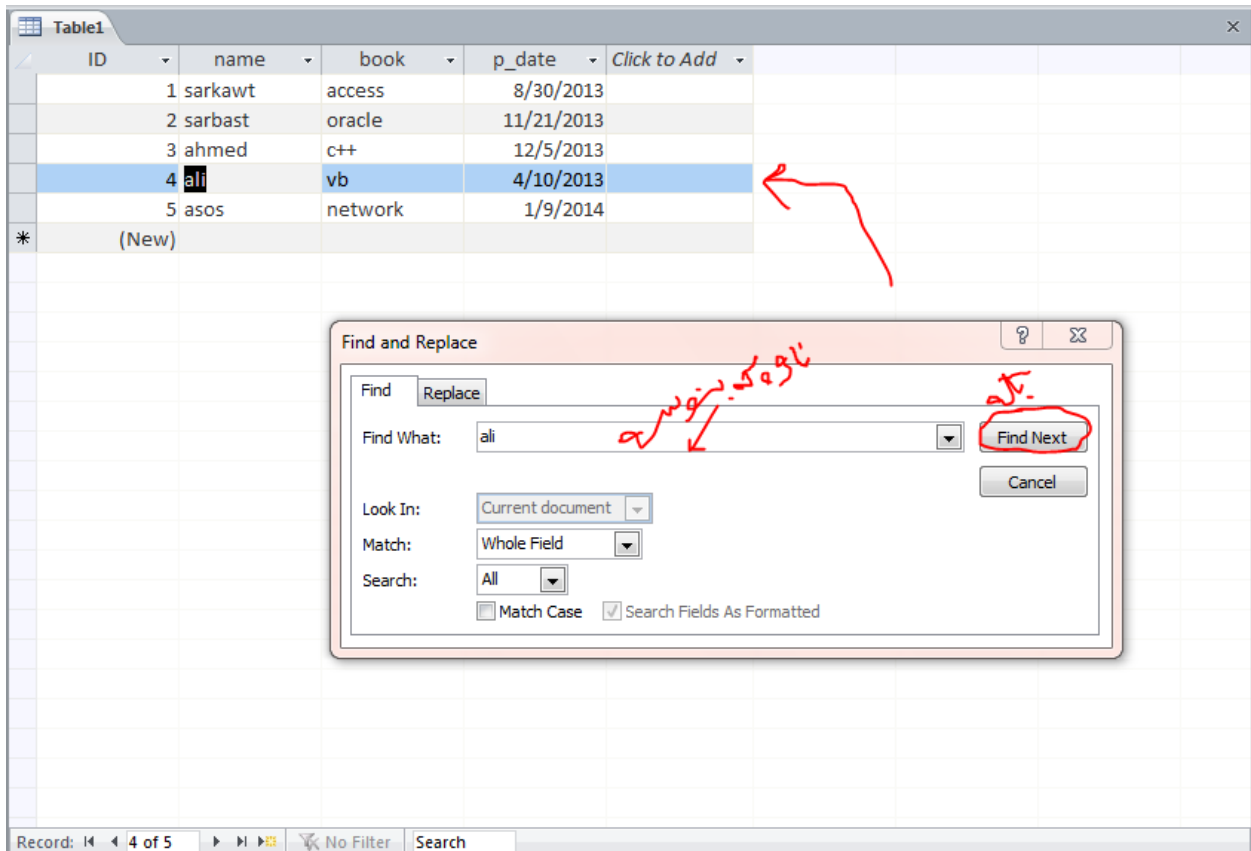 Table1
ID name book p_date Click to Add
1 sarkawt access 8/30/2013
2 sarbast oracle 11/21/2013
3 ahmed c++ 12/5/2013
4 ali vb 4/10/2013
5 asos network 1/9/2014
* (New)
Find and Replace
Find Replace
Find What: ali Find Next
Cancel
Look In: Current document
Match: Whole Field
Search: All
Match Case Search Fields As Formatted
Record: 4 of 5 No Filter Search